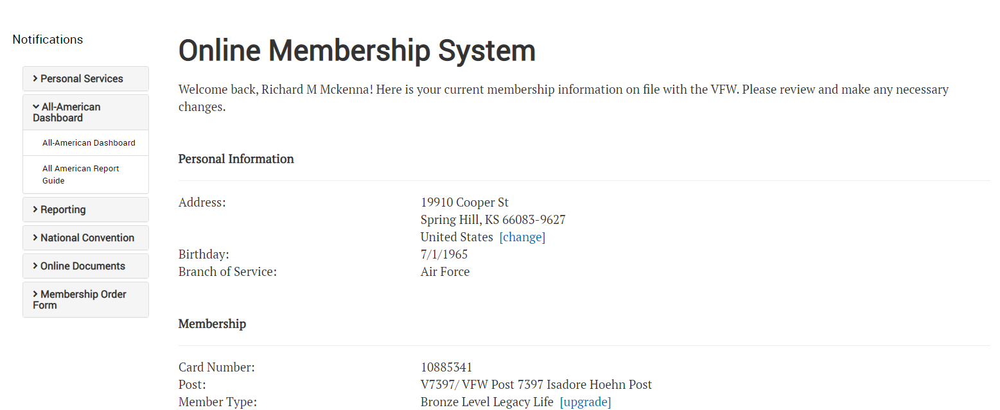 Notifications
Personal Services
All-American
Dashboard
All-American Dashboard
All American Report
Guide
Reporting
National Convention
Online Documents
Membership Order
Form
Online Membership System
Welcome back, Richard M Mckenna! Here is your current membership information on file with the VFW. Please review and make any necessary
changes.
Personal Information
Address: 19910 Cooper St
Spring Hill, KS 66083-9627
United States [change]
Birthday: 7/1/1965
Branch of Service: Air Force
Membership
Card Number: 10885341
Post: V7397/ VFW Post 7397 Isadore Hoehn Post
Member Type: Bronze Level Legacy Life [upgrade]